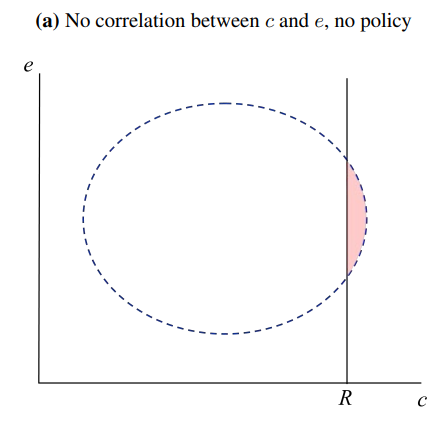 (a) No correlation between c and e, no policy
e
R
c